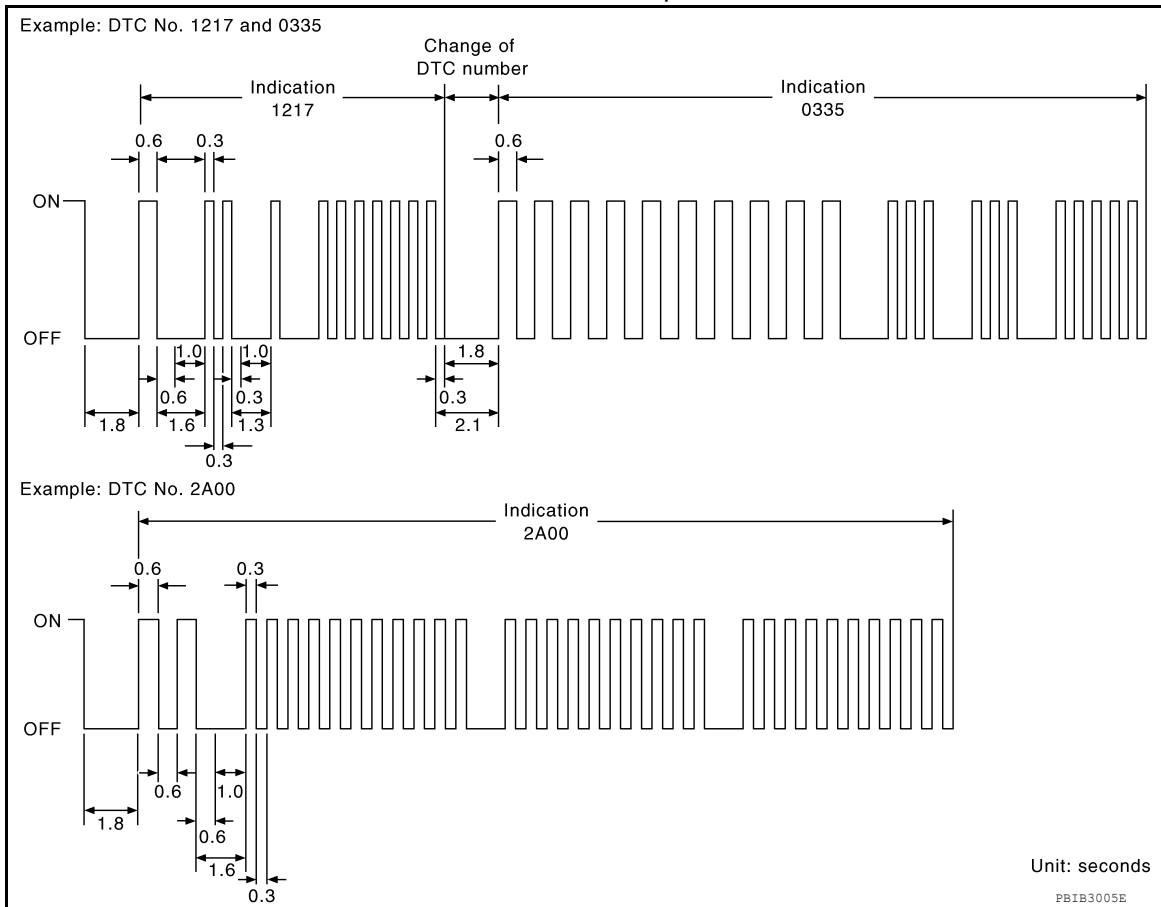 Example: DTC No. 1217 and 0335
Change of
DTC number
Indication
1217
Indication
0335
0.6
0.3
0.6
ON
OFF
1.0
1.0
1.8
0.6
0.3
0.3
1.8
1.6
1.3
2.1
0.3
Example: DTC No. 2A00
Indication
2A00
0.6
0.3
ON
OFF
0.6
1.0
1.8
0.6
1.6
0.3
Unit: seconds
PBIB3005E